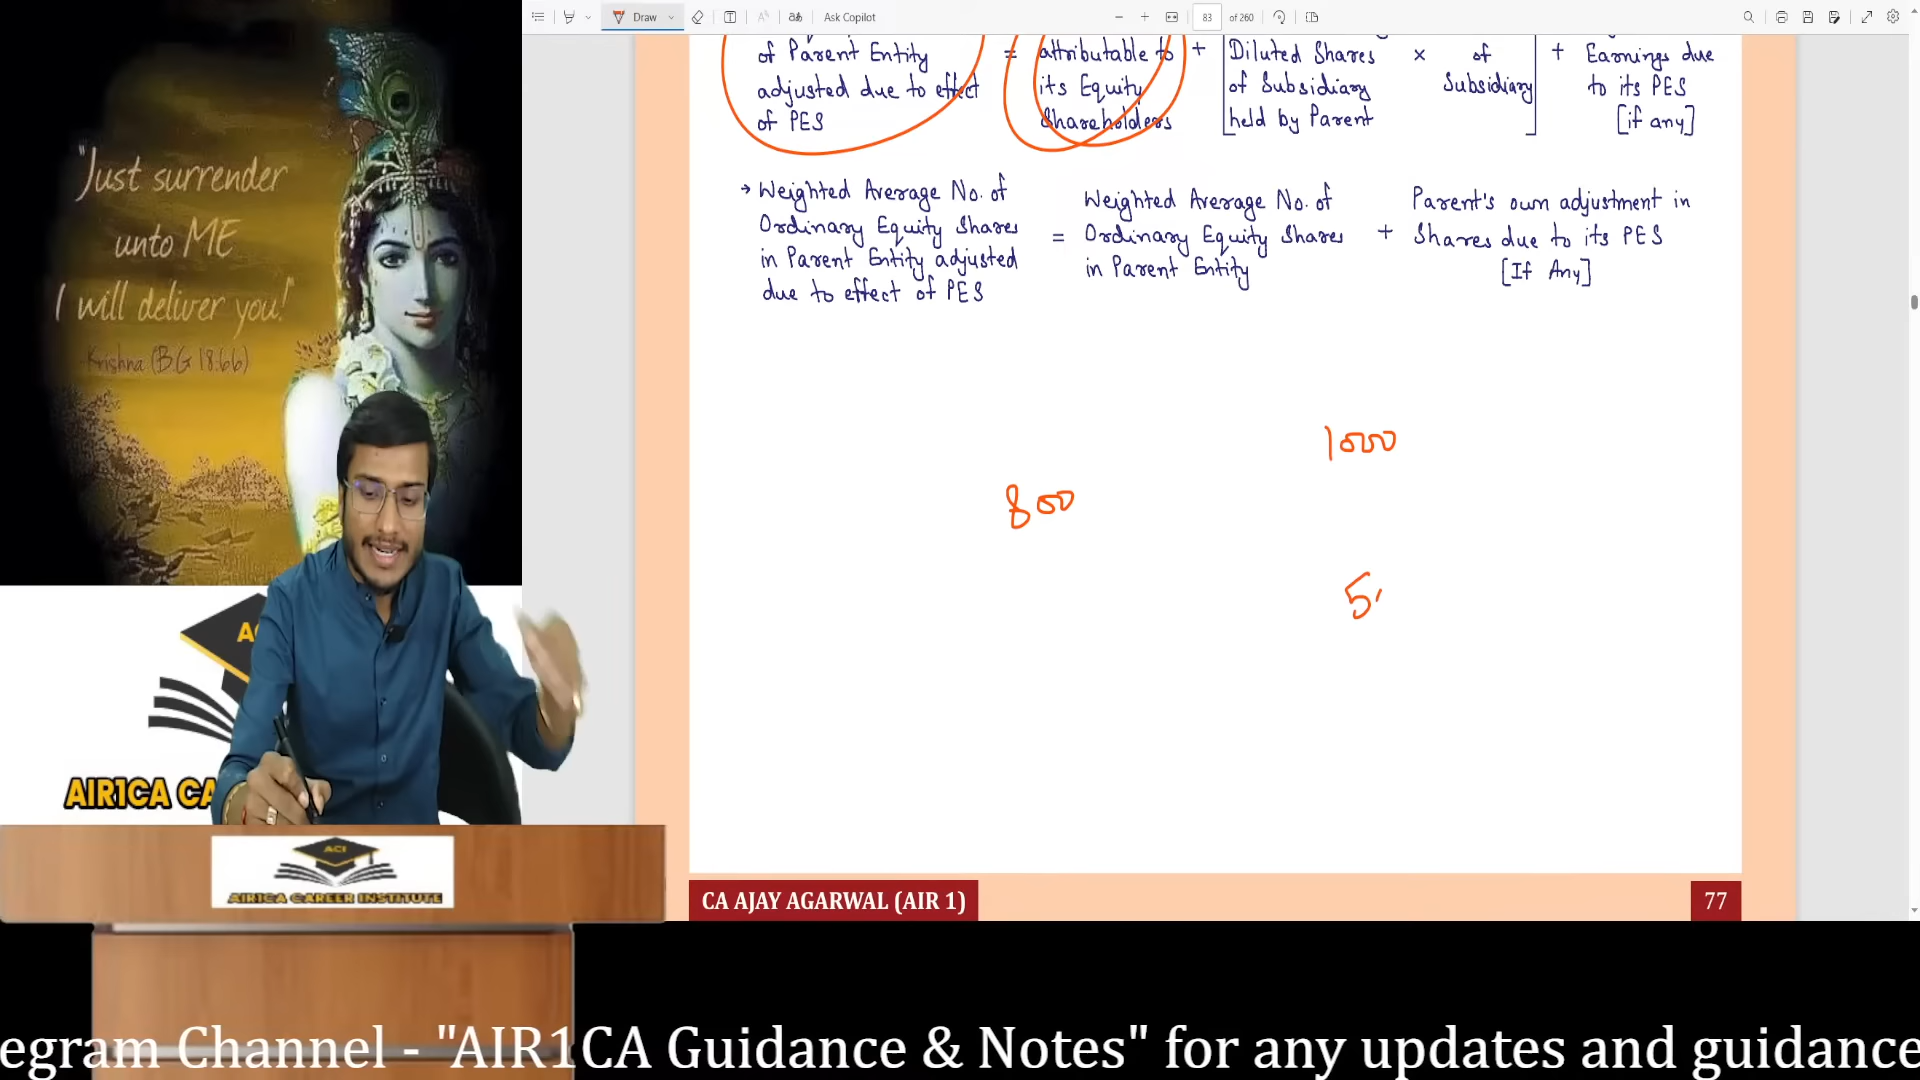 Draw
Ask Copilot
83 of 260
of Parent Entity = attributable to + Diluted Shares × of + Earnings due
adjusted due to effect its Equity of Subsidiary Subsidiary to its PES
of PES Shareholders held by Parent [if any]
→ Weighted Average No. of
Ordinary Equity Shares
in Parent Entity adjusted
due to effect of PES
=
Weighted Average No. of
Ordinary Equity Shares
in Parent Entity
+
Parent's own adjustment in
Shares due to its PES
[If Any]
1000
800
5
"Just surrender
unto ME
I will deliver you!"
-Krishna (B.G 18:66)
AIR1CA CA
ACI
AIR1CA CAREER INSTITUTE
CA AJAY AGARWAL (AIR 1)
77
egram Channel - "AIR1CA Guidance & Notes" for any updates and guidance